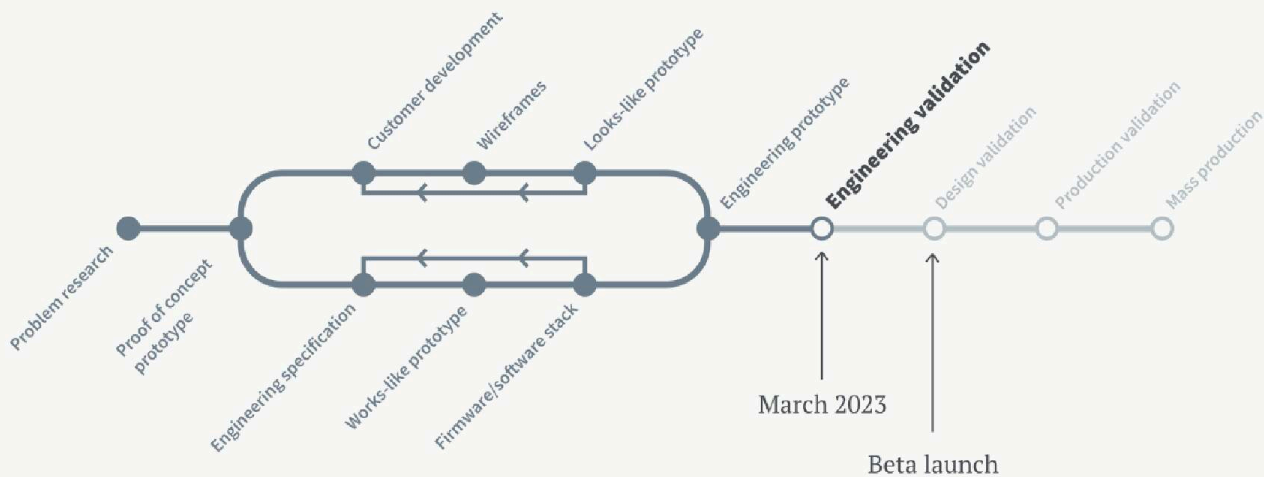 Problem research
Proof of concept
prototype
Customer development
Wireframes
Looks-like prototype
Engineering specification
Works-like prototype
Firmware/software stack
Engineering prototype
Engineering validation
Design validation
Production validation
Mass production
March 2023
Beta launch